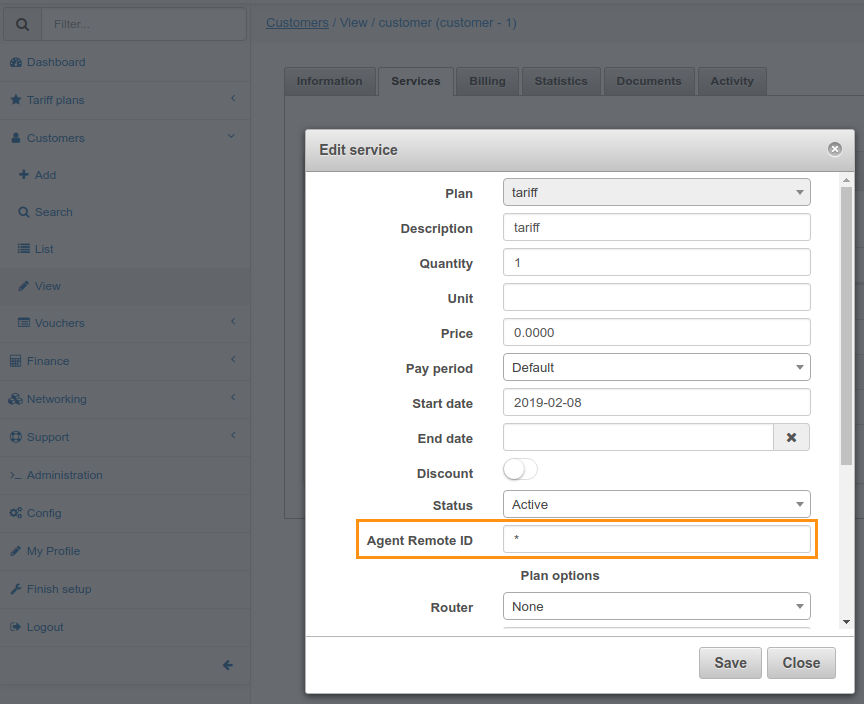 Filter...
Customers / View / customer (customer - 1)
Dashboard
Tariff plans
Customers
Add
Search
List
View
Vouchers
Finance
Networking
Support
Administration
Config
My Profile
Finish setup
Logout
Information Services Billing Statistics Documents Activity
Edit service
Plan tariff
Description tariff
Quantity 1
Unit
Price 0.0000
Pay period Default
Start date 2019-02-08
End date
Discount
Status Active
Agent Remote ID *
Plan options
Router None
Save Close